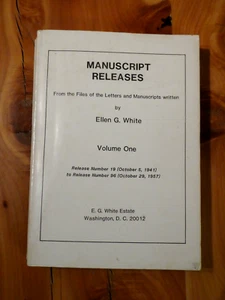 MANUSCRIPT
RELEASES
From the Files of the Letters and Manuscripts written
by
Ellen G. White
Volume One
Release Number 19 (October 5, 1941)
to Release Number 96 (October 29, 1957)
E. G. White Estate
Washington, D. C. 20012